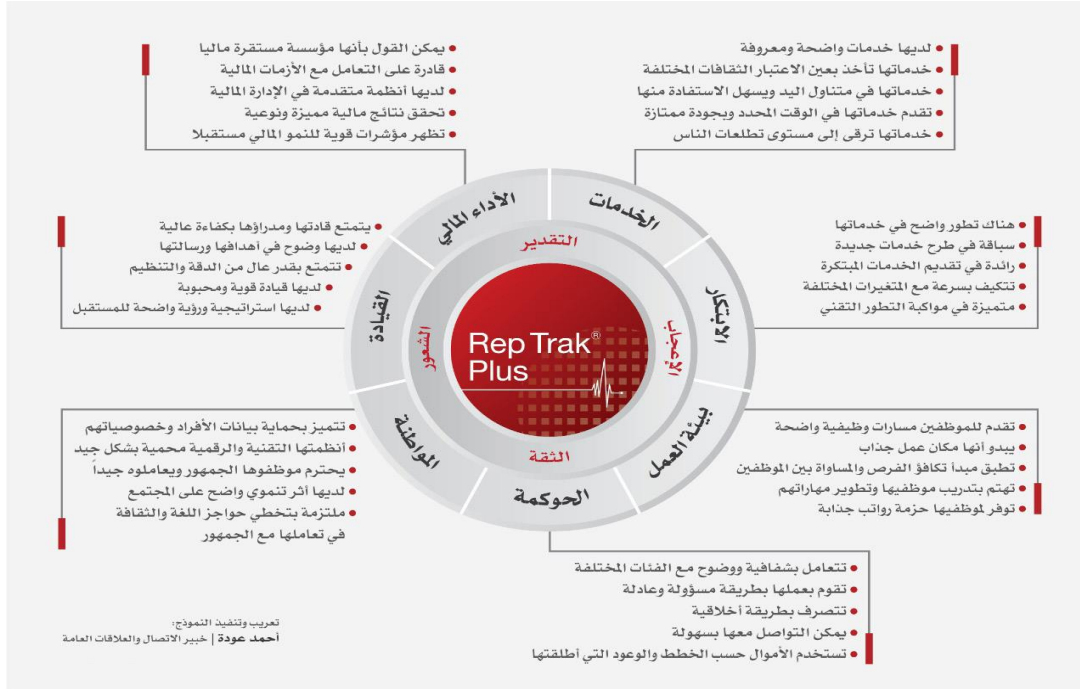 • لديها خدمات واضحة ومعروفة
• خدماتها تأخذ بعين الاعتبار الثقافات المختلفة
• خدماتها في متناول اليد ويسهل الاستفادة منها
• تقدم خدماتها في الوقت المحدد وبجودة ممتازة
• خدماتها ترقى إلى مستوى تطلعات الناس
• يمكن القول بأنها مؤسسة مستقرة ماليا
• قادرة على التعامل مع الأزمات المالية
• لديها أنظمة متقدمة في الإدارة المالية
• تحقق نتائج مالية مميزة ونوعية
• تظهر مؤشرات قوية للنمو المالي مستقبلا
• هناك تطور واضح في خدماتها
• سباقة في طرح خدمات جديدة
• رائدة في تقديم الخدمات المبتكرة
• تتكيف بسرعة مع المتغيرات المختلفة
• متميزة في مواكبة التطور التقني
الخدمات
الابتكار
بيئة العمل
الحوكمة
المواطنة
القيادة
الأداء المالي
التقدير
الإعجاب
الثقة
الشعور
Rep Trak®
Plus
• يتمتع قادتها ومدراؤها بكفاءة عالية
• لديها وضوح في أهدافها ورسالتها
• تتمتع بقدر عال من الدقة والتنظيم
• لديها قيادة قوية ومحبوبة
• لديها استراتيجية ورؤية واضحة للمستقبل
• تقدم للموظفين مسارات وظيفية واضحة
• يبدو أنها مكان عمل جذاب
• تطبق مبدأ تكافؤ الفرص والمساواة بين الموظفين
• تهتم بتدريب موظفيها وتطوير مهاراتهم
• توفر لموظفيها حزمة رواتب جذابة
• تتميز بحماية بيانات الأفراد وخصوصياتهم
• أنظمتها التقنية والرقمية محمية بشكل جيد
• يحترم موظفوها الجمهور ويعاملوه جيداً
• لديها أثر تنموي واضح على المجتمع
• ملتزمة بتخطي حواجز اللغة والثقافة
في تعاملها مع الجمهور
• تتعامل بشفافية ووضوح مع الفئات المختلفة
• تقوم بعملها بطريقة مسؤولة وعادلة
• تتصرف بطريقة أخلاقية
• يمكن التواصل معها بسهولة
• تستخدم الأموال حسب الخطط والوعود التي أطلقتها
تعريب وتنفيذ النموذج:
أحمد عودة | خبير الاتصال والعلاقات العامة